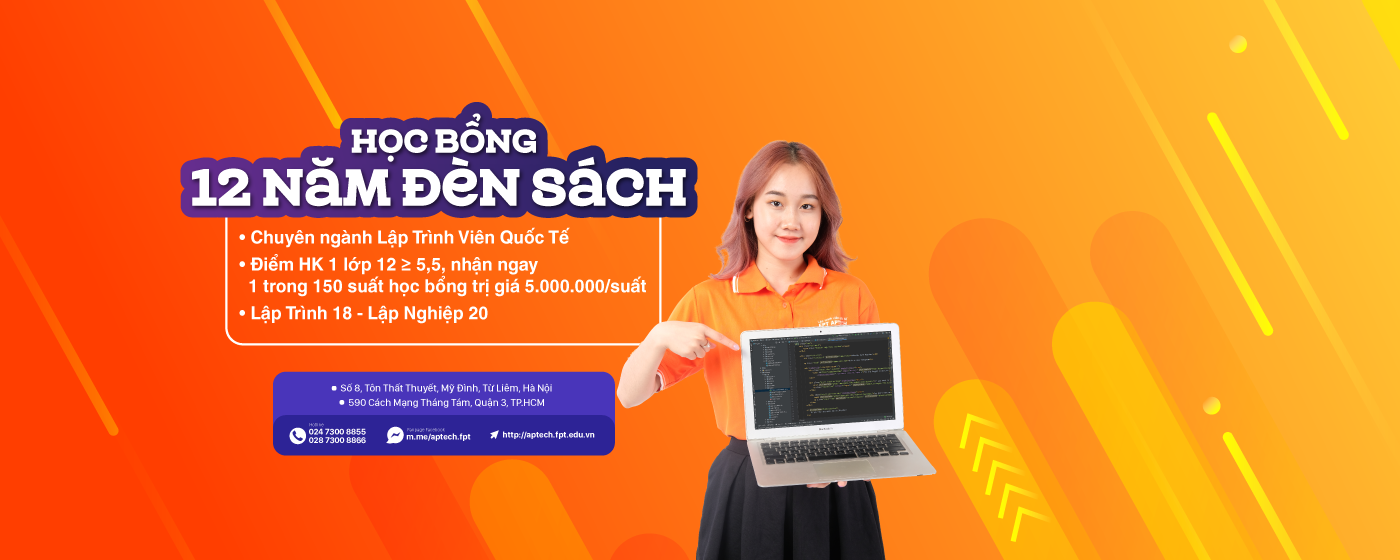 HỌC BỔNG
12 NĂM ĐÈN SÁCH
• Chuyên ngành Lập Trình Viên Quốc Tế
• Điểm HK 1 lớp 12 ≥ 5,5, nhận ngay
1 trong 150 suất học bổng trị giá 5.000.000/suất
• Lập Trình 18 - Lập Nghiệp 20
• Số 8, Tôn Thất Thuyết, Mỹ Đình, Từ Liêm, Hà Nội
• 590 Cách Mạng Tháng Tám, Quận 3, TP.HCM
Hotline
024 7300 8855
028 7300 8866
Fanpage Facebook
m.me/aptech.fpt
http://aptech.fpt.edu.vn